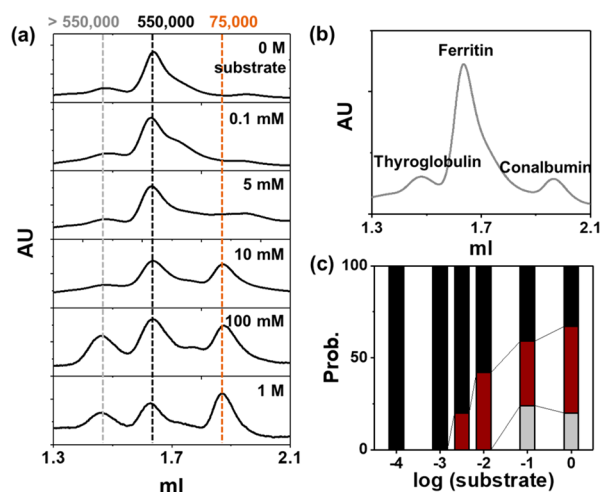 (a)
> 550,000 550,000 75,000
0 M
substrate
0.1 mM
5 mM
10 mM
100 mM
1 M
AU
1.3 1.7 2.1
ml
(b)
Ferritin
Thyroglobulin
Conalbumin
AU
1.3 1.7 2.1
ml
(c)
100
50
0
Prob.
-4 -3 -2 -1 0
log (substrate)